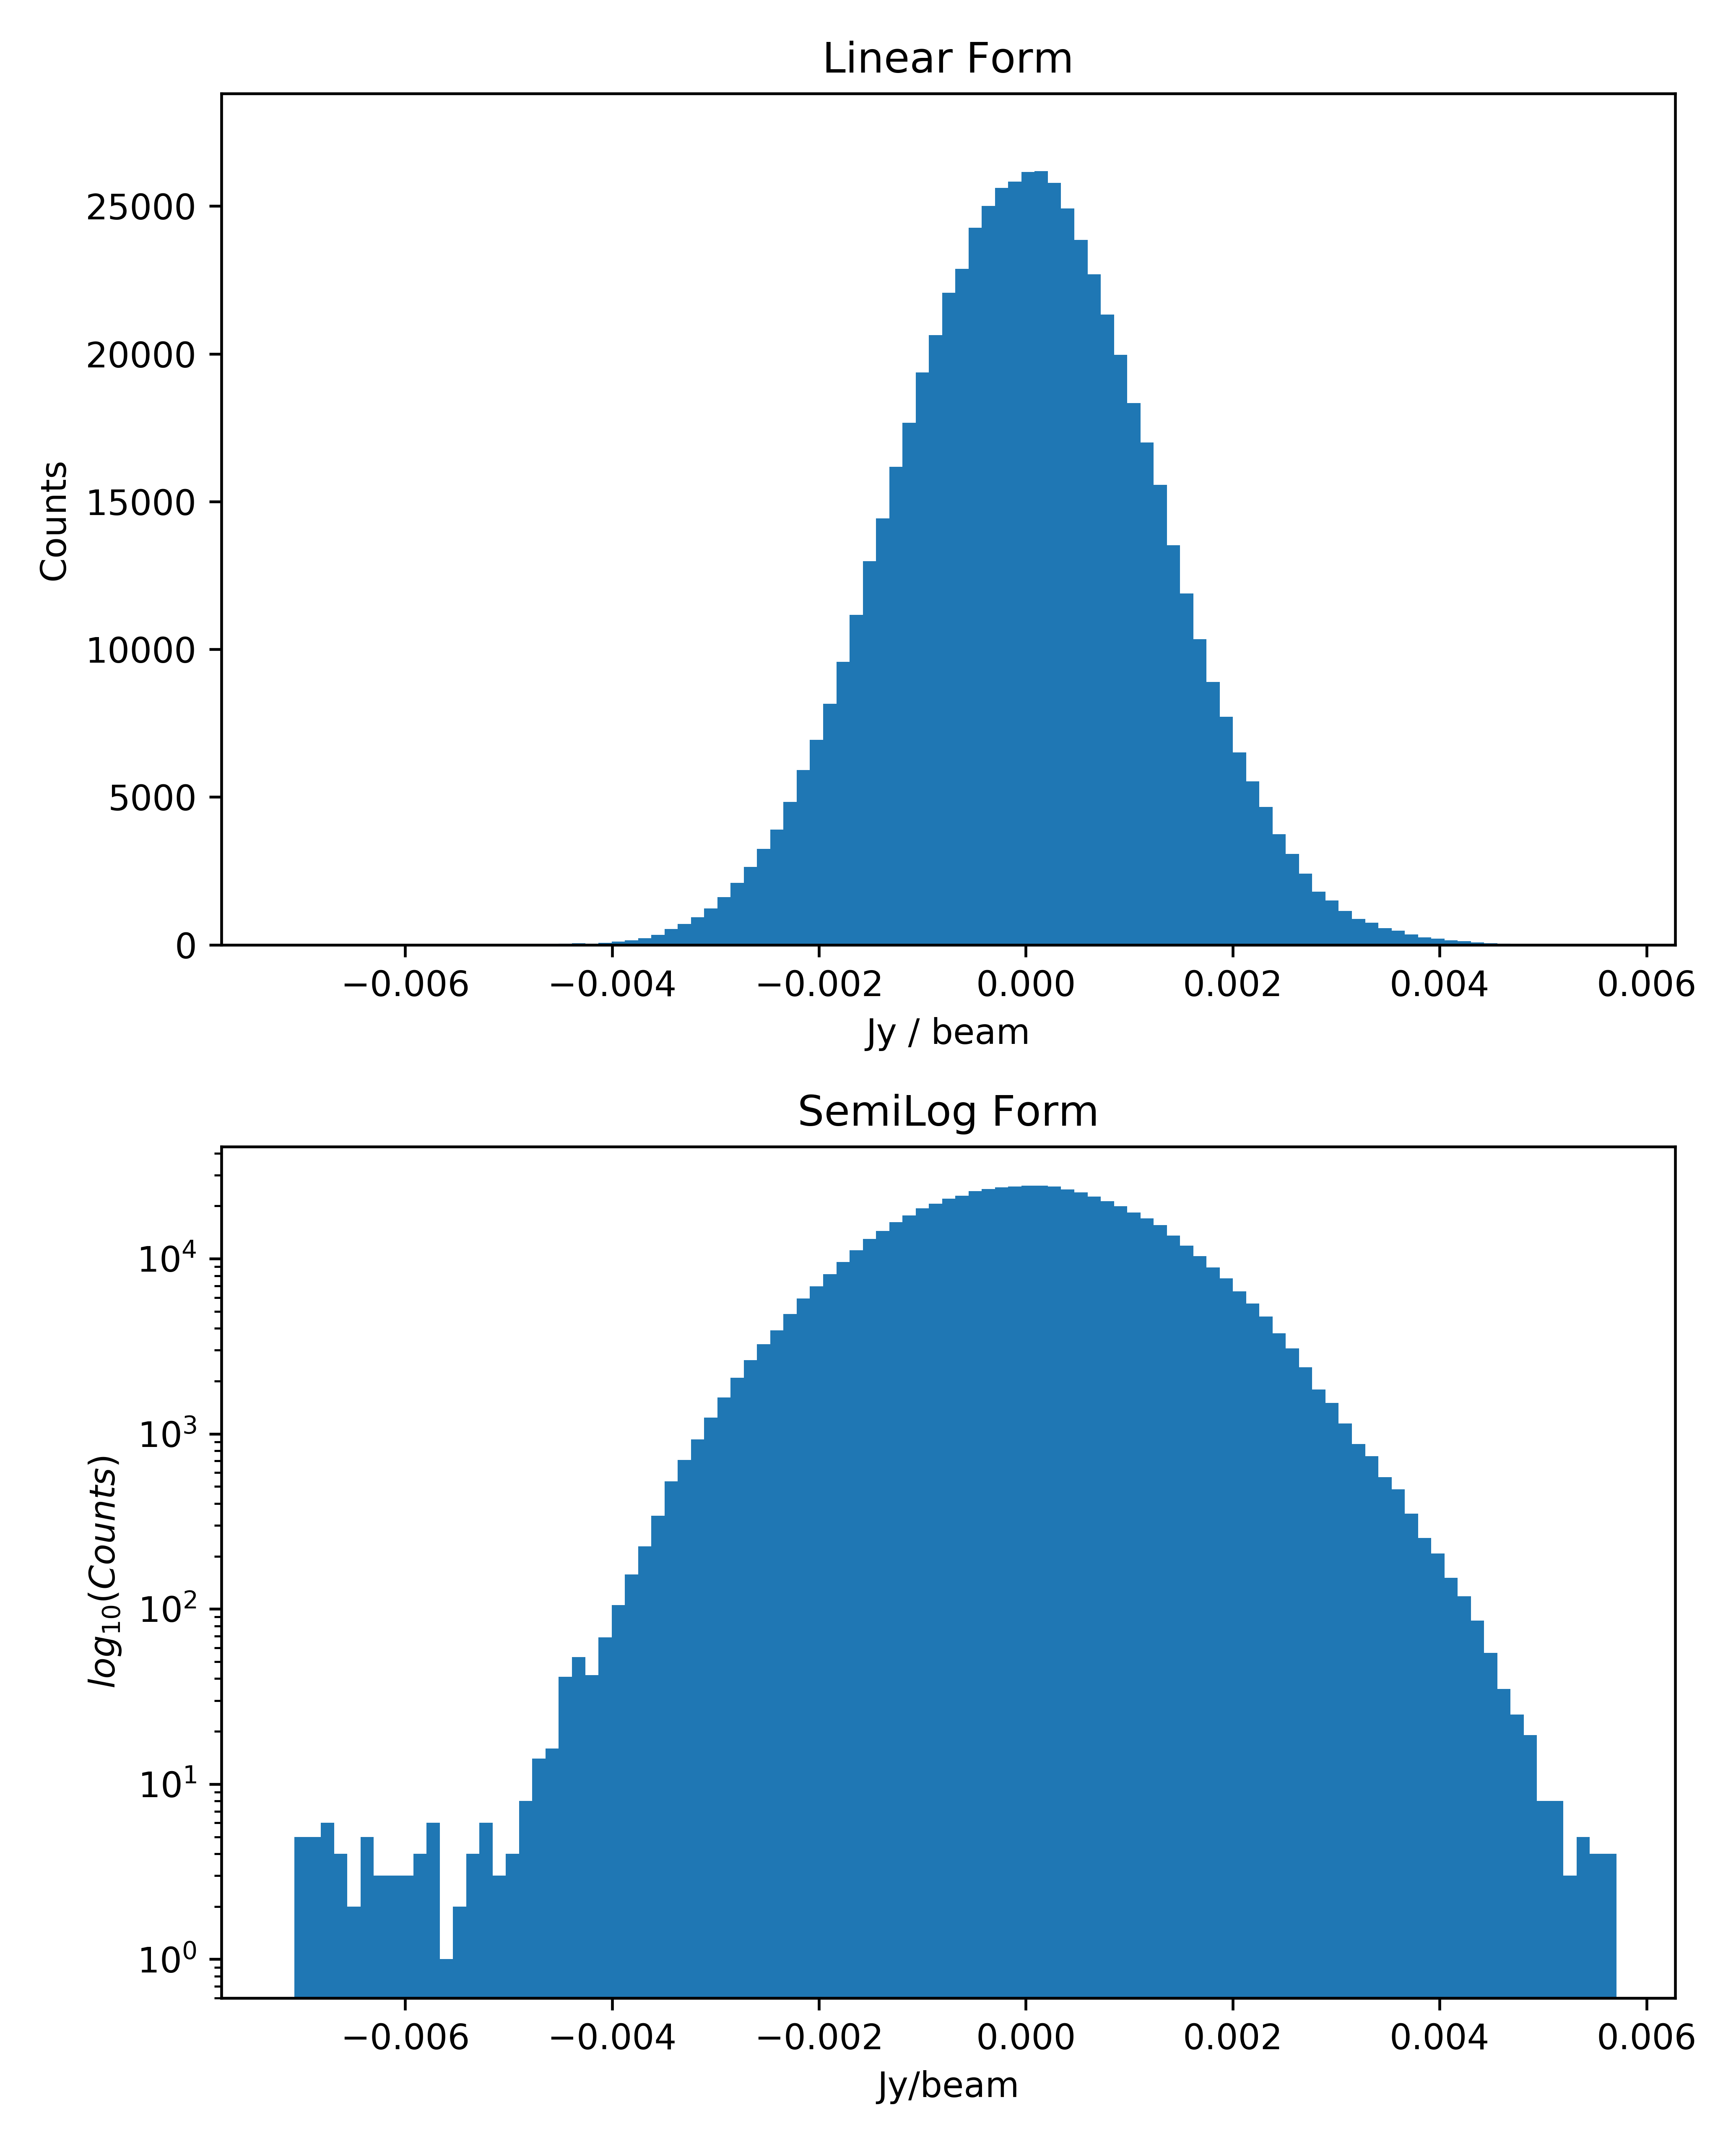 Linear Form
25000
20000
15000
10000
5000
0
Counts
−0.006 −0.004 −0.002 0.000 0.002 0.004 0.006
Jy / beam
SemiLog Form
10⁴
10³
10²
10¹
10⁰
log₁₀(Counts)
−0.006 −0.004 −0.002 0.000 0.002 0.004 0.006
Jy/beam